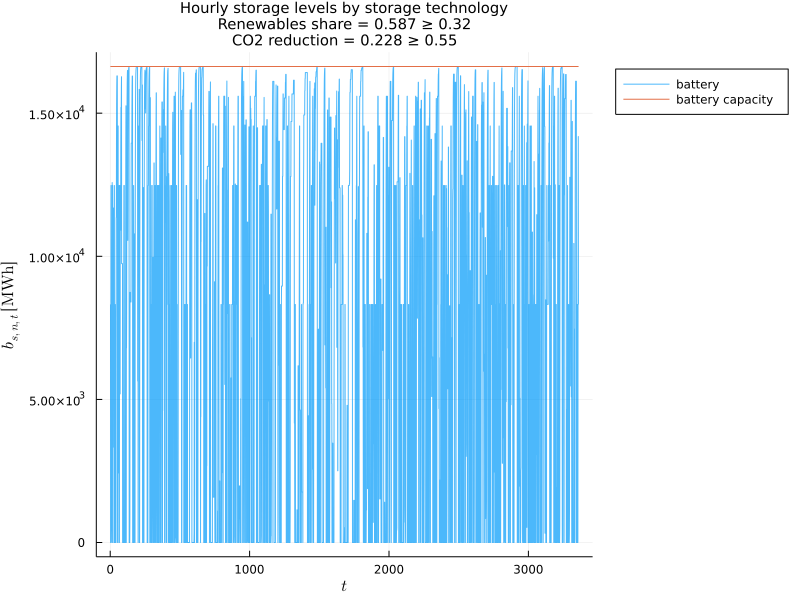 Hourly storage levels by storage technology
Renewables share = 0.587 ≥ 0.32
CO2 reduction = 0.228 ≥ 0.55
battery
battery capacity
1.50×10⁴
1.00×10⁴
5.00×10³
0
b_{s,n,t} [MWh]
0 1000 2000 3000
t